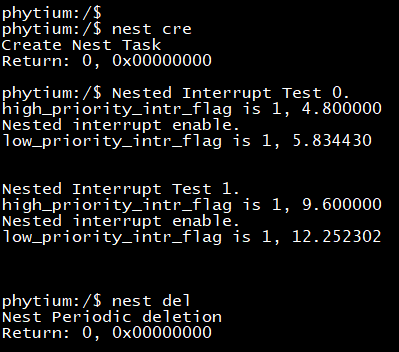 phytium:/$
phytium:/$ nest cre
Create Nest Task
Return: 0, 0x00000000
phytium:/$ Nested Interrupt Test 0.
high_priority_intr_flag is 1, 4.800000
Nested interrupt enable.
low_priority_intr_flag is 1, 5.834430
Nested Interrupt Test 1.
high_priority_intr_flag is 1, 9.600000
Nested interrupt enable.
low_priority_intr_flag is 1, 12.252302
phytium:/$ nest del
Nest Periodic deletion
Return: 0, 0x00000000